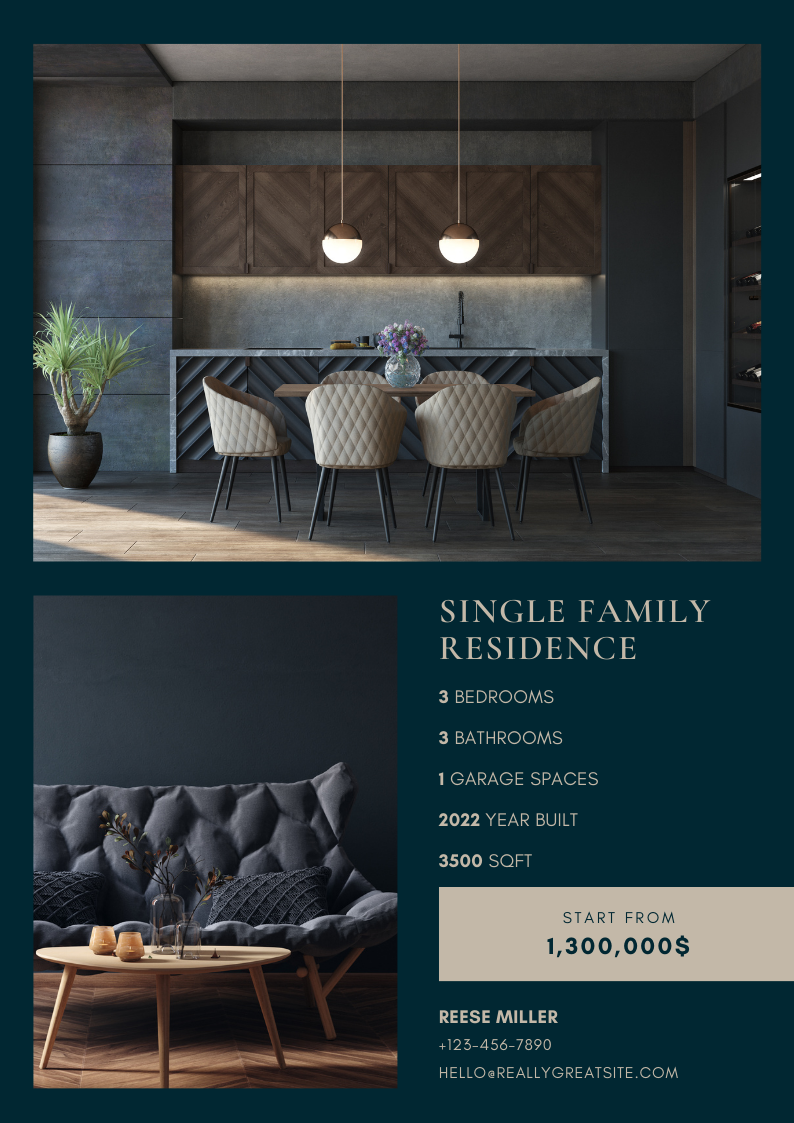 SINGLE FAMILY
RESIDENCE
3 BEDROOMS
3 BATHROOMS
1 GARAGE SPACES
2022 YEAR BUILT
3500 SQFT
START FROM
1,300,000$
REESE MILLER
+123-456-7890
HELLO@REALLYGREATSITE.COM